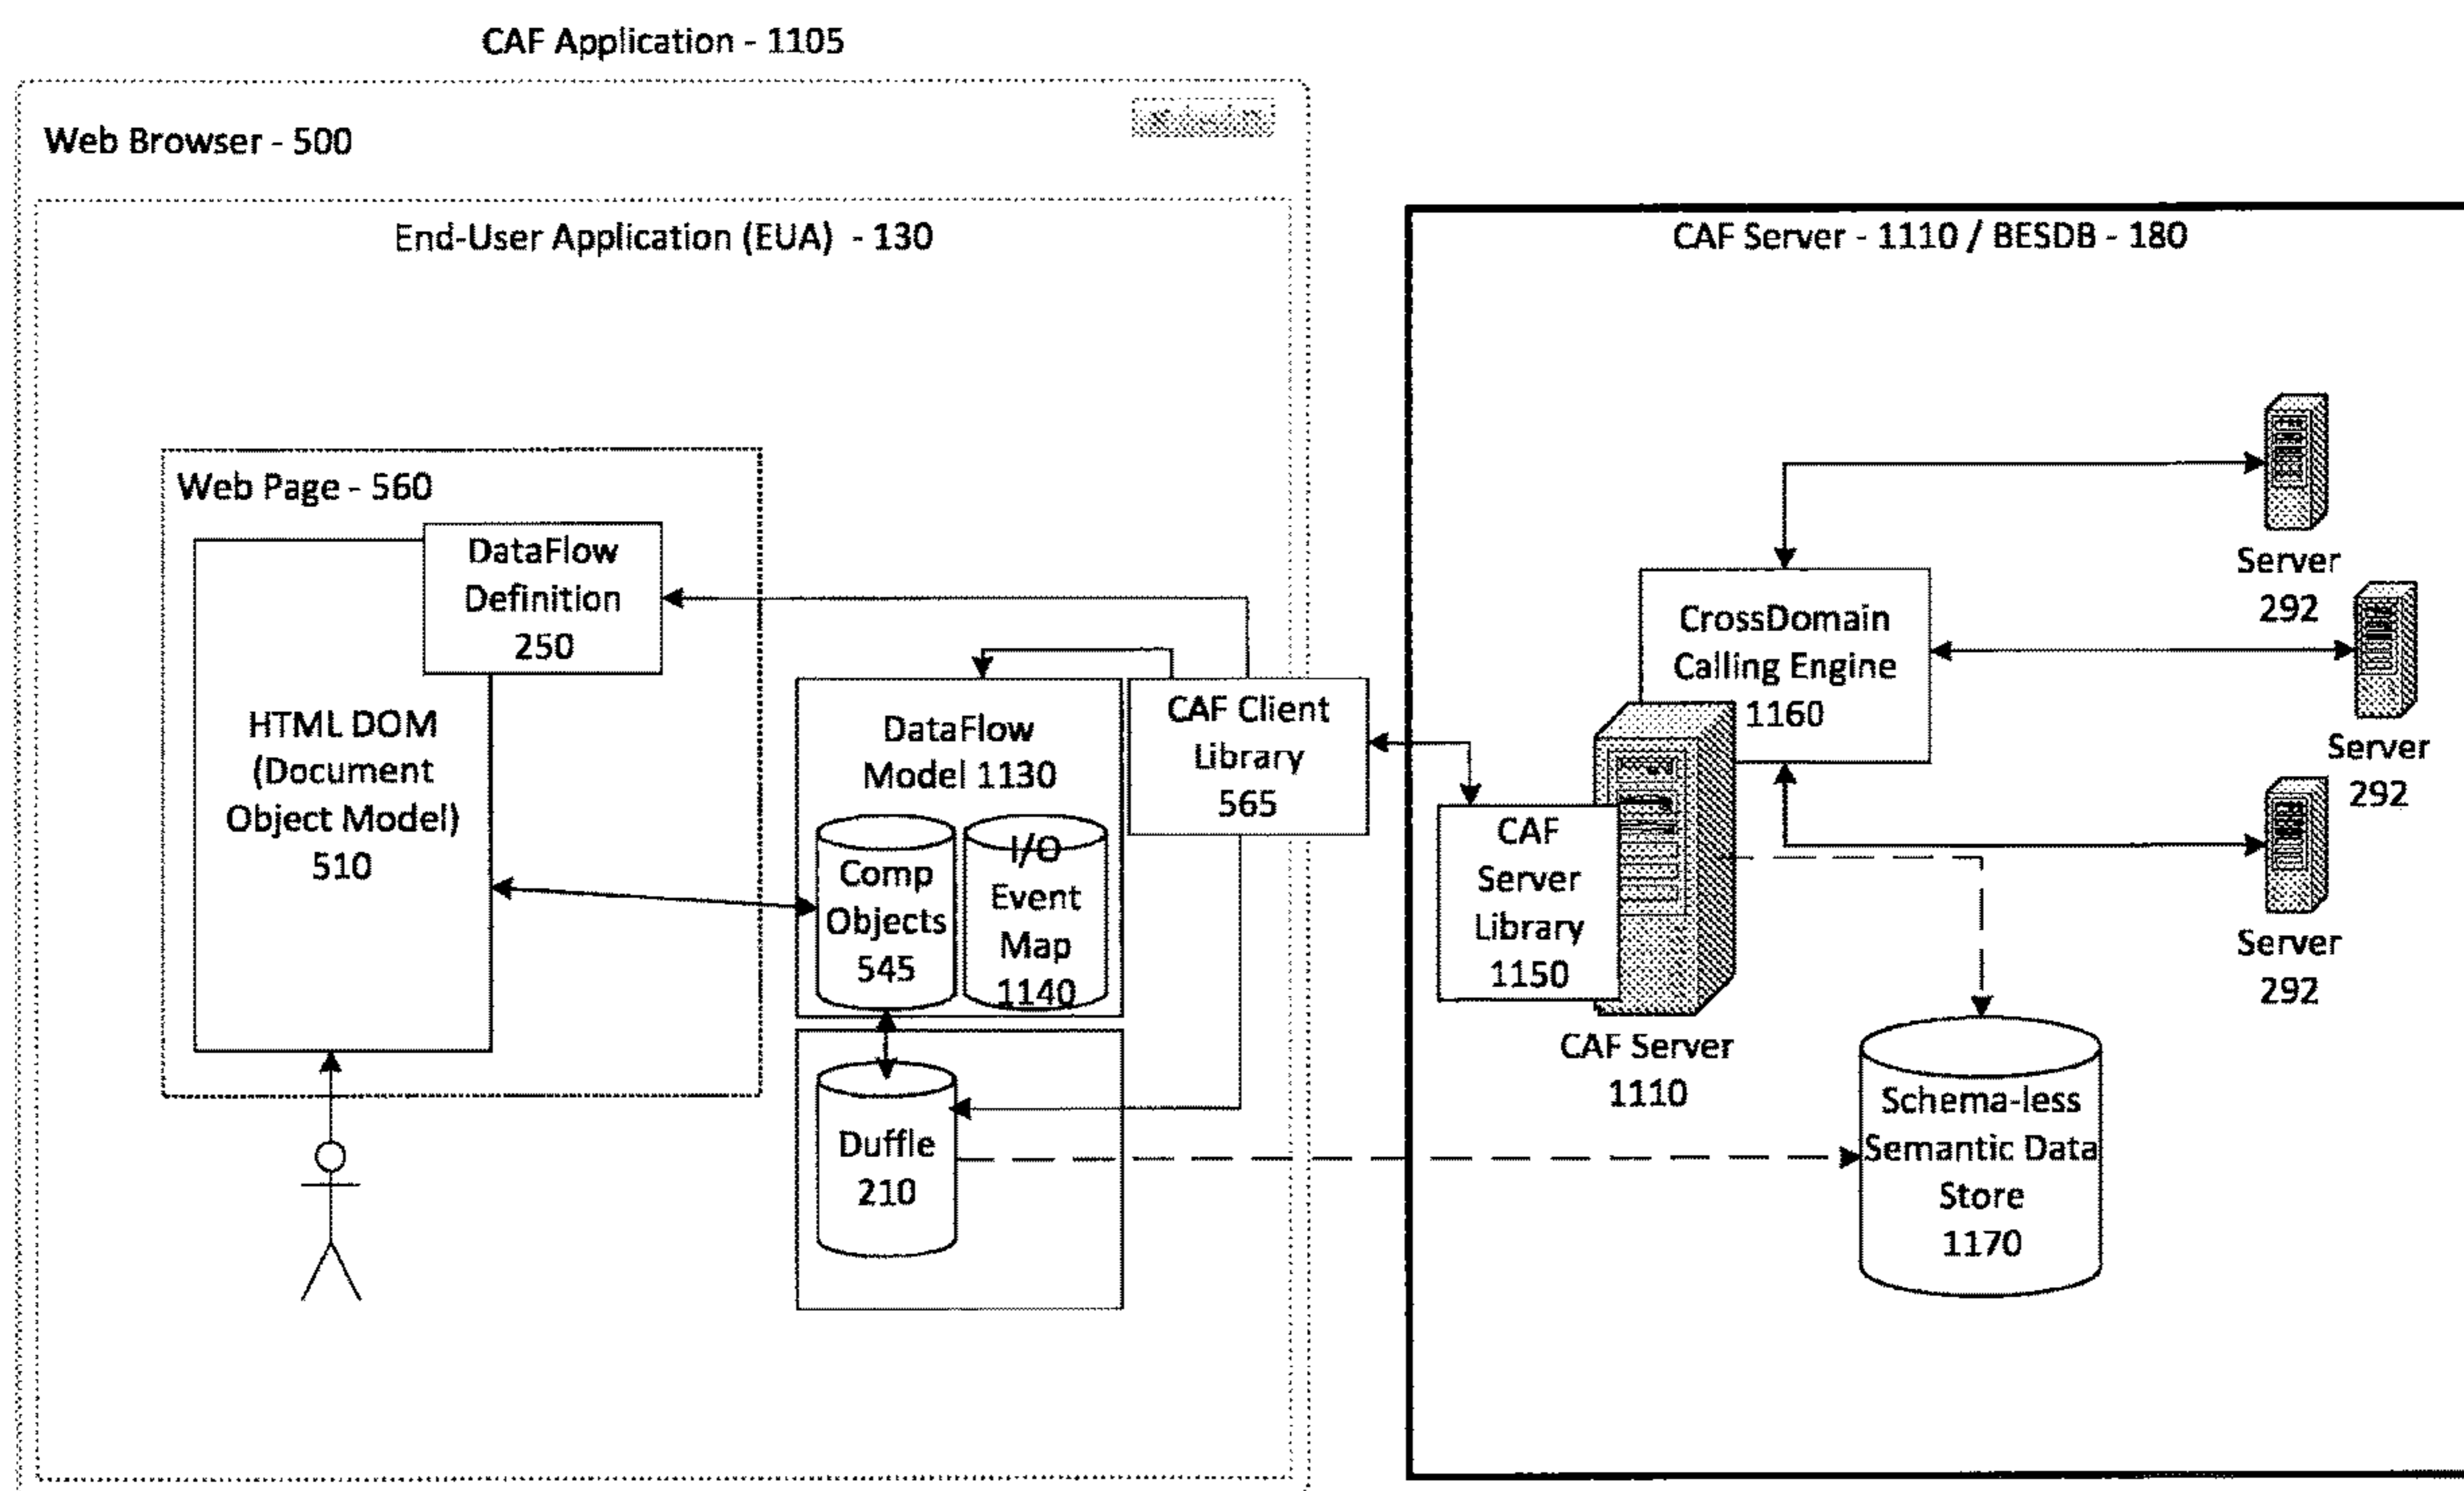 CAF Application - 1105
Web Browser - 500
End-User Application (EUA) - 130
Web Page - 560
DataFlow
Definition
250
HTML DOM
(Document
Object Model)
510
DataFlow
Model 1130
Comp
Objects
545
I/O
Event
Map
1140
CAF Client
Library
565
Duffle
210
CAF Server - 1110 / BESDB - 180
CrossDomain
Calling Engine
1160
CAF
Server
Library
1150
CAF Server
1110
Server
292
Server
292
Server
292
Schema-less
Semantic Data
Store
1170